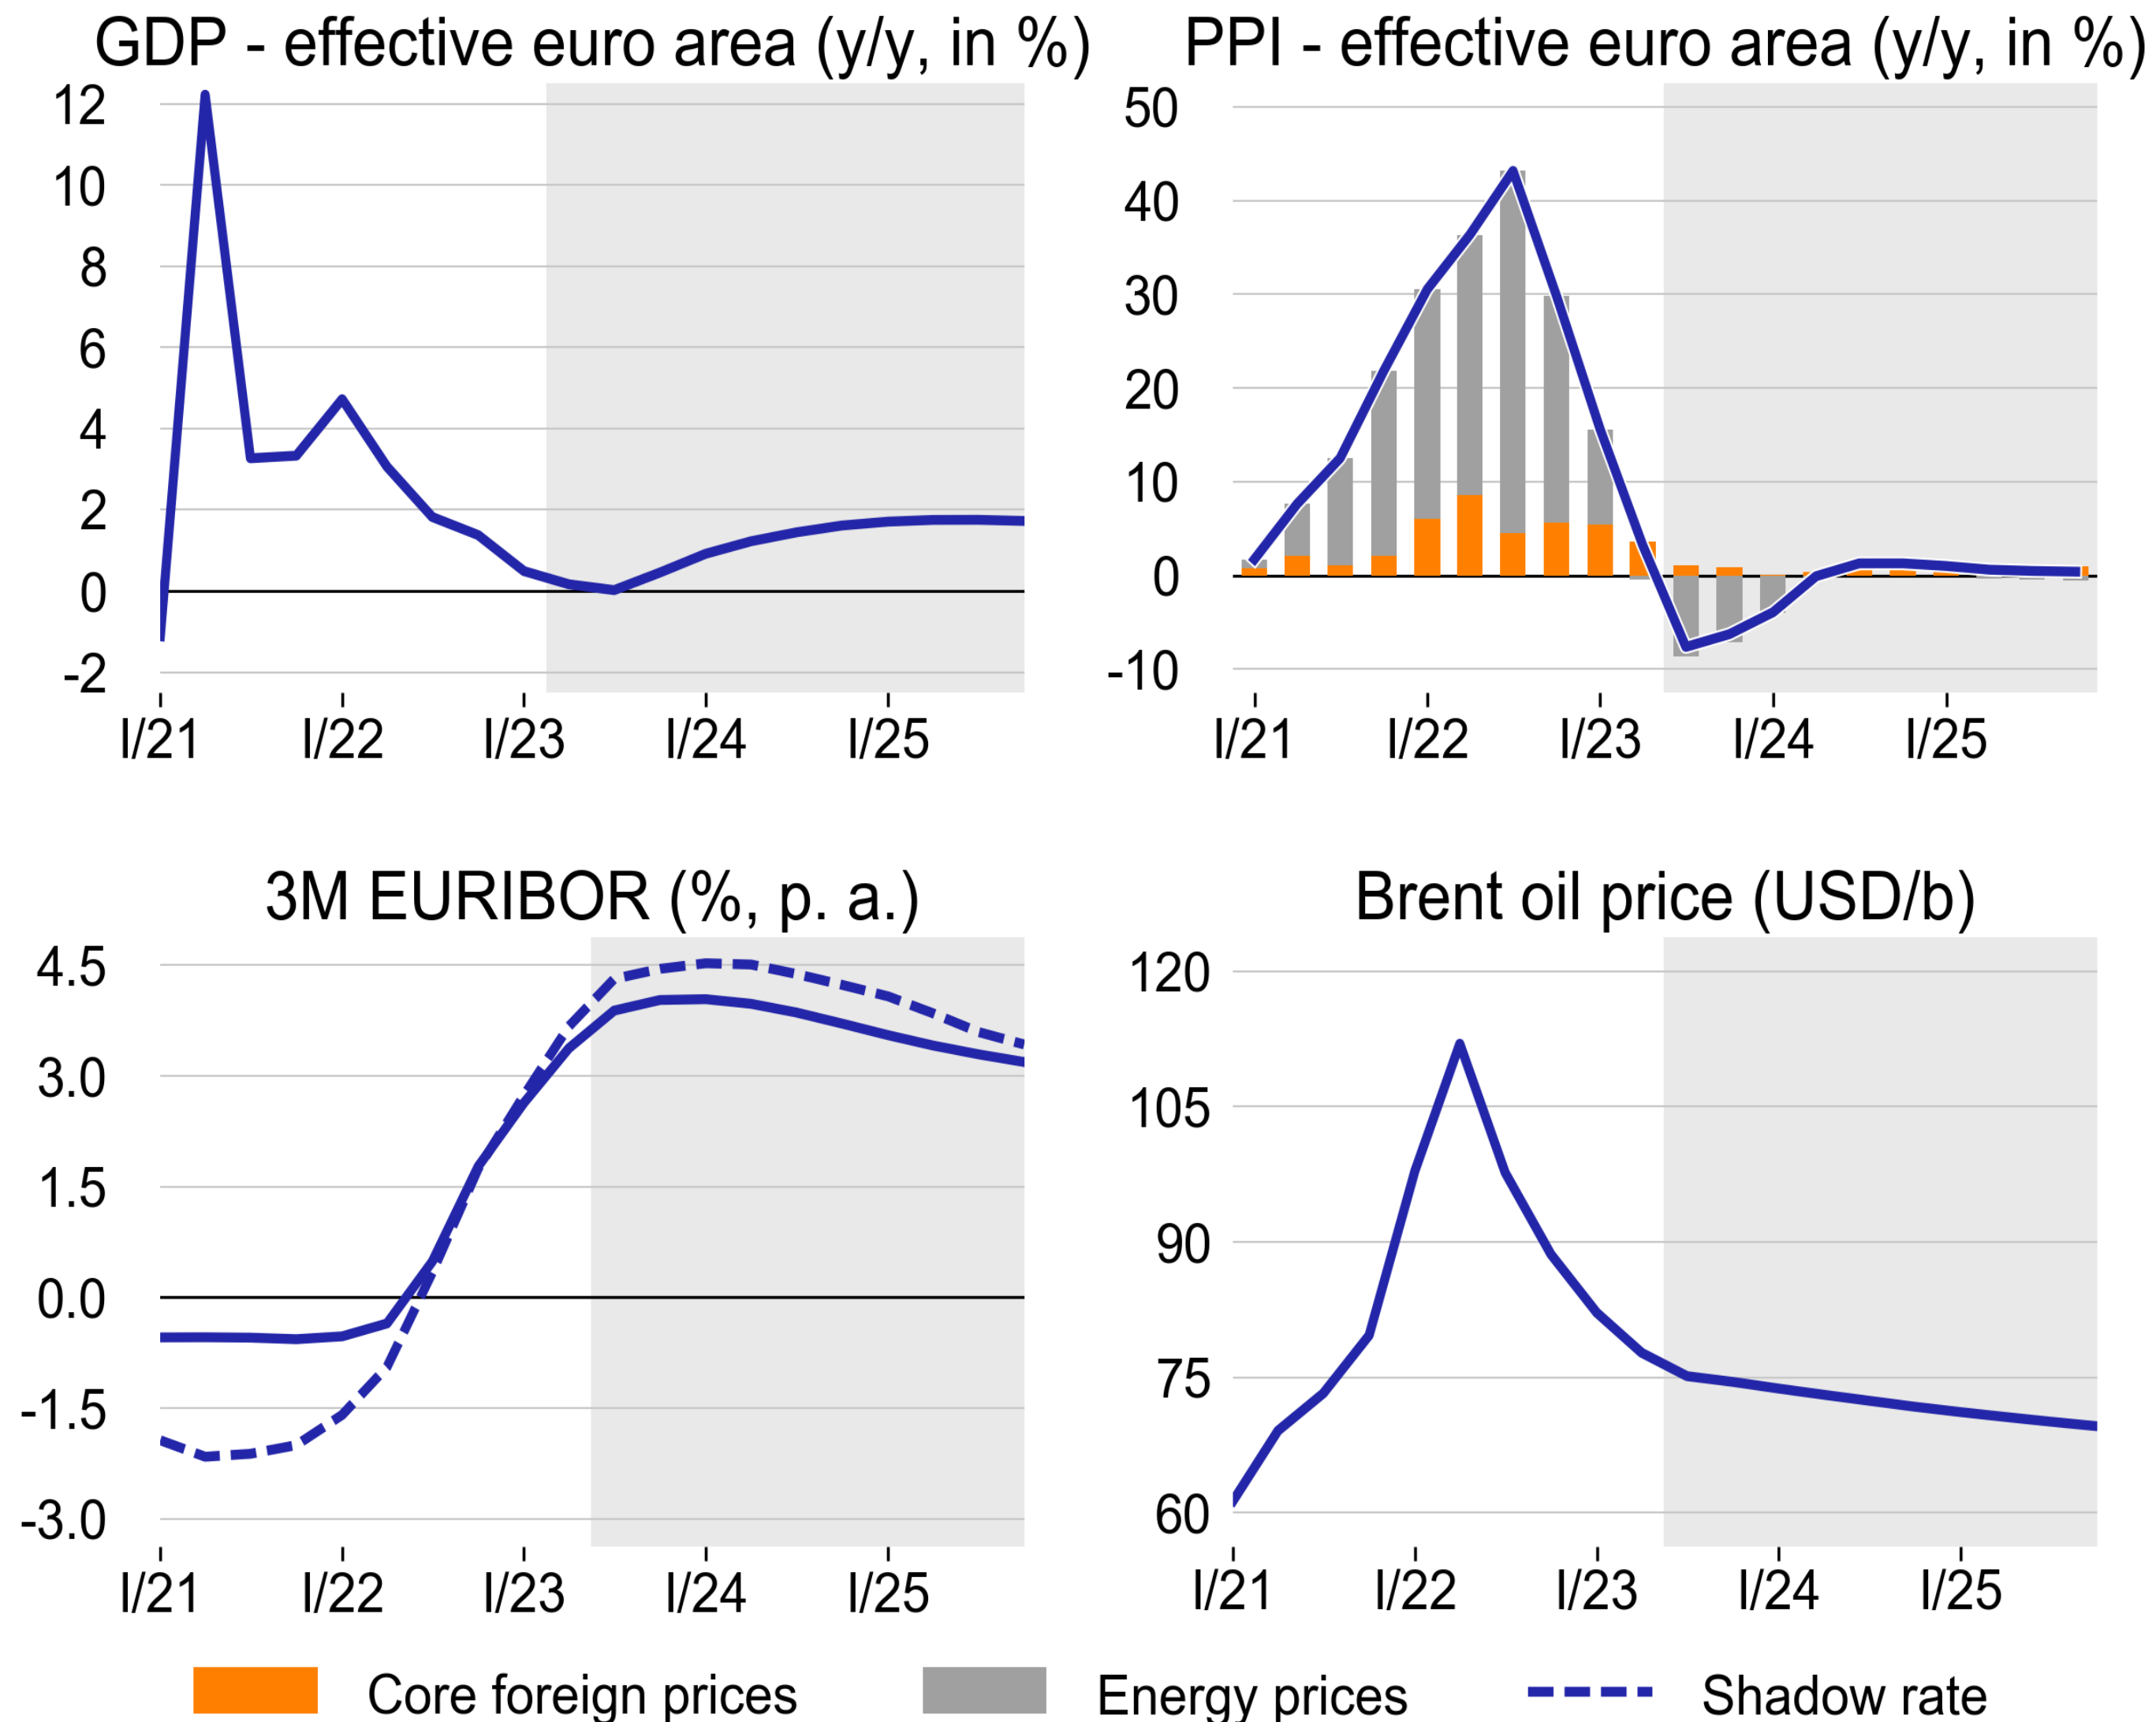 GDP - effective euro area (y/y, in %)
12
10
8
6
4
2
0
-2
I/21 I/22 I/23 I/24 I/25
PPI - effective euro area (y/y, in %)
50
40
30
20
10
0
-10
I/21 I/22 I/23 I/24 I/25
3M EURIBOR (%, p. a.)
4.5
3.0
1.5
0.0
-1.5
-3.0
I/21 I/22 I/23 I/24 I/25
Brent oil price (USD/b)
120
105
90
75
60
I/21 I/22 I/23 I/24 I/25
Core foreign prices Energy prices Shadow rate